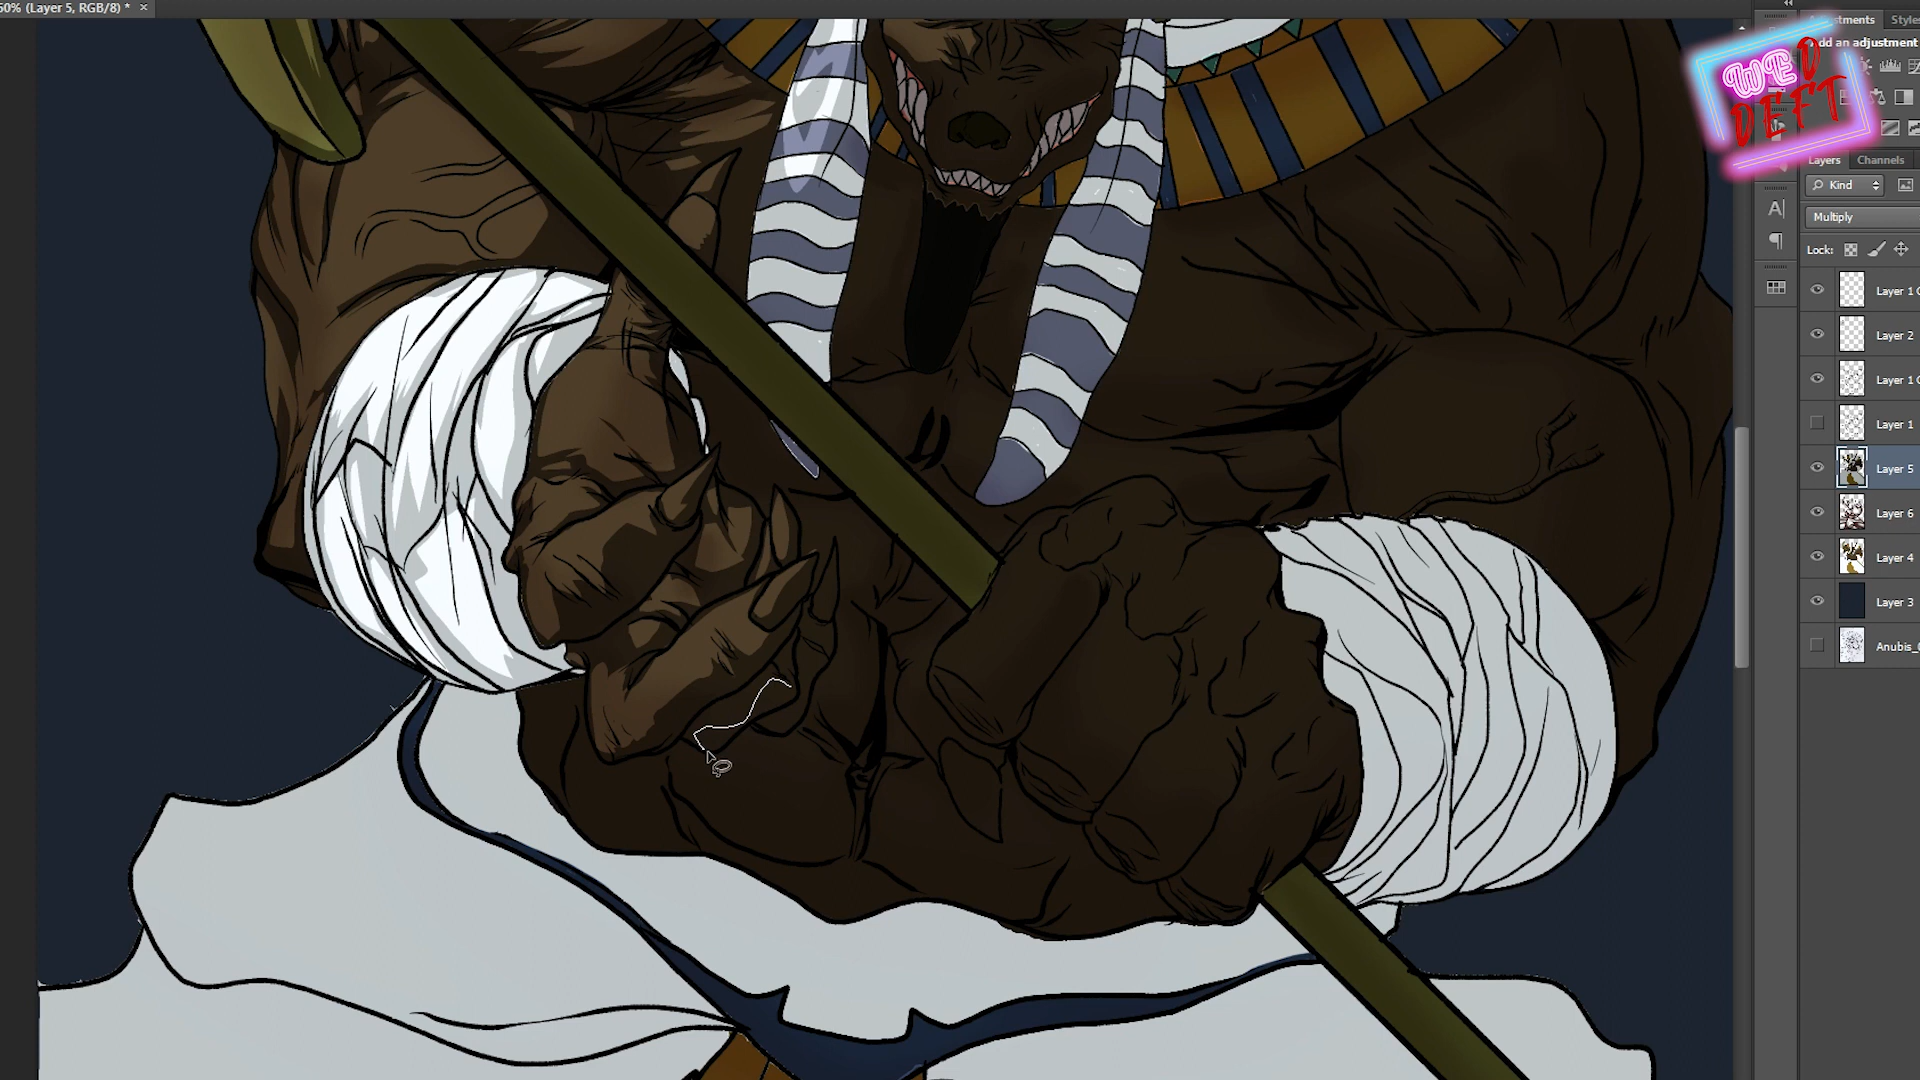 50% (Layer 5, RGB/8) * ×
Adjustments Styles
Add an adjustment
WE D
DEFT
Layers Channels
Kind
Multiply
Lock:
A
Layer 1 C
Layer 2
Layer 1 C
Layer 1
Layer 5
Layer 6
Layer 4
Layer 3
Anubis_